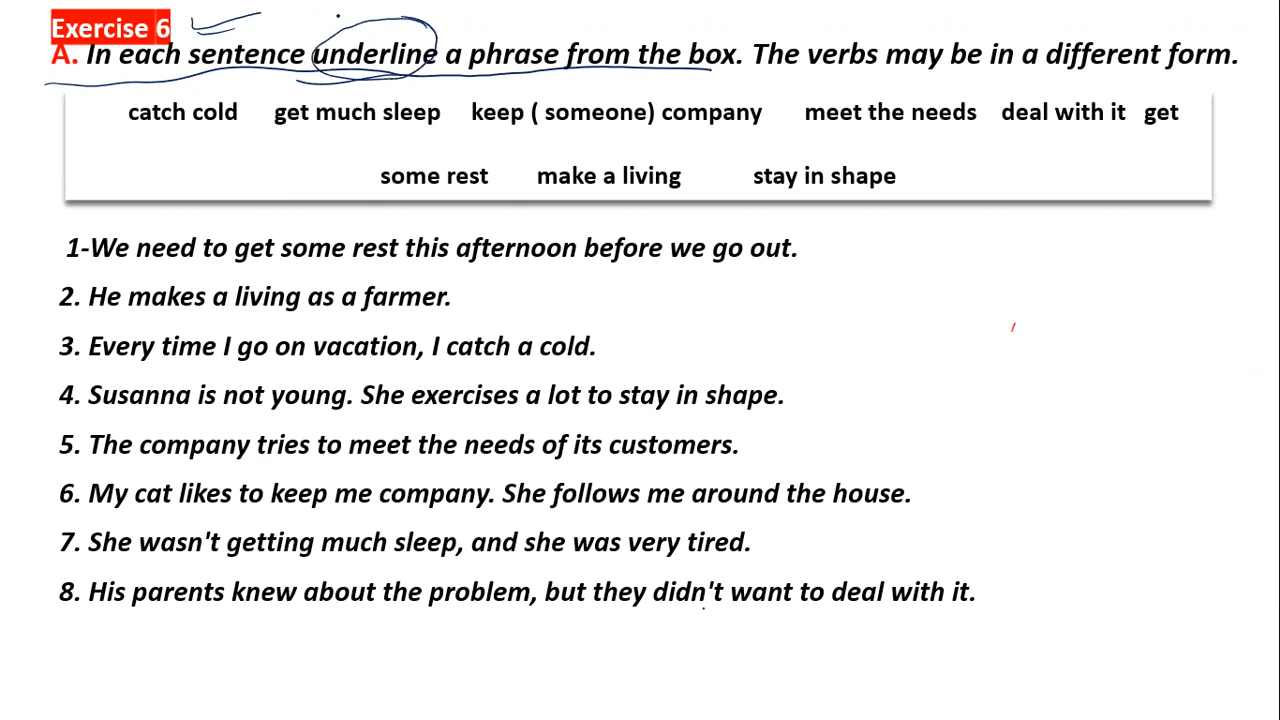 Exercise 6
A. In each sentence underline a phrase from the box. The verbs may be in a different form.
catch cold get much sleep keep ( someone) company meet the needs deal with it get
some rest make a living stay in shape
1-We need to get some rest this afternoon before we go out.
2. He makes a living as a farmer.
3. Every time I go on vacation, I catch a cold.
4. Susanna is not young. She exercises a lot to stay in shape.
5. The company tries to meet the needs of its customers.
6. My cat likes to keep me company. She follows me around the house.
7. She wasn't getting much sleep, and she was very tired.
8. His parents knew about the problem, but they didn't want to deal with it.